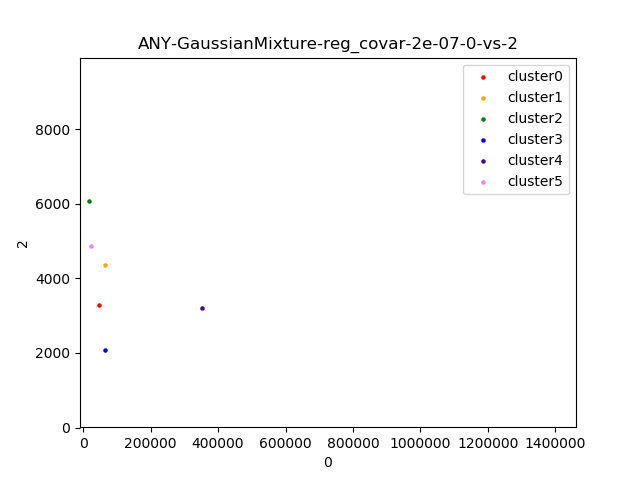 ANY-GaussianMixture-reg_covar-2e-07-0-vs-2
cluster0
cluster1
cluster2
cluster3
cluster4
cluster5
8000
6000
4000
2000
0
2
0
200000
400000
600000
800000
1000000
1200000
1400000
0